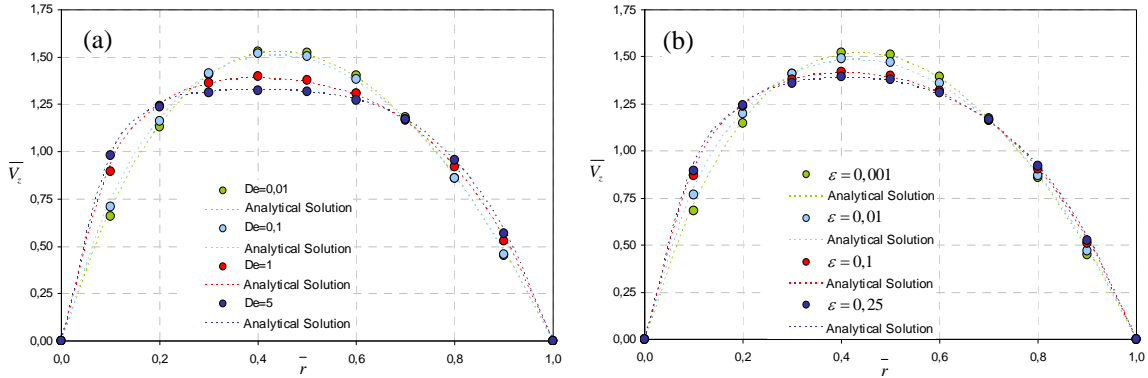 (a)
1,75
1,50
1,25
1,00
0,75
0,50
0,25
0,00
V_z
De=0,01
Analytical Solution
De=0,1
Analytical Solution
De=1
Analytical Solution
De=5
Analytical Solution
0,0 0,2 0,4 0,6 0,8 1,0
r
(b)
1,75
1,50
1,25
1,00
0,75
0,50
0,25
0,00
V_z
ε = 0,001
Analytical Solution
ε = 0,01
Analytical Solution
ε = 0,1
Analytical Solution
ε = 0,25
Analytical Solution
0,0 0,2 0,4 0,6 0,8 1,0
r